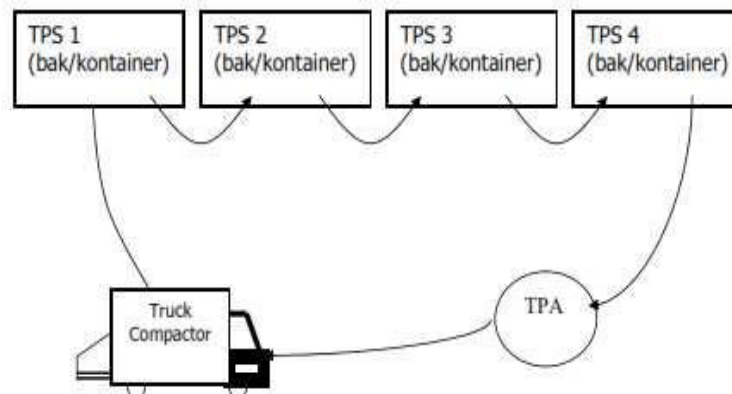 TPS 1
(bak/kontainer)
TPS 2
(bak/kontainer)
TPS 3
(bak/kontainer)
TPS 4
(bak/kontainer)
Truck
Compactor
TPA